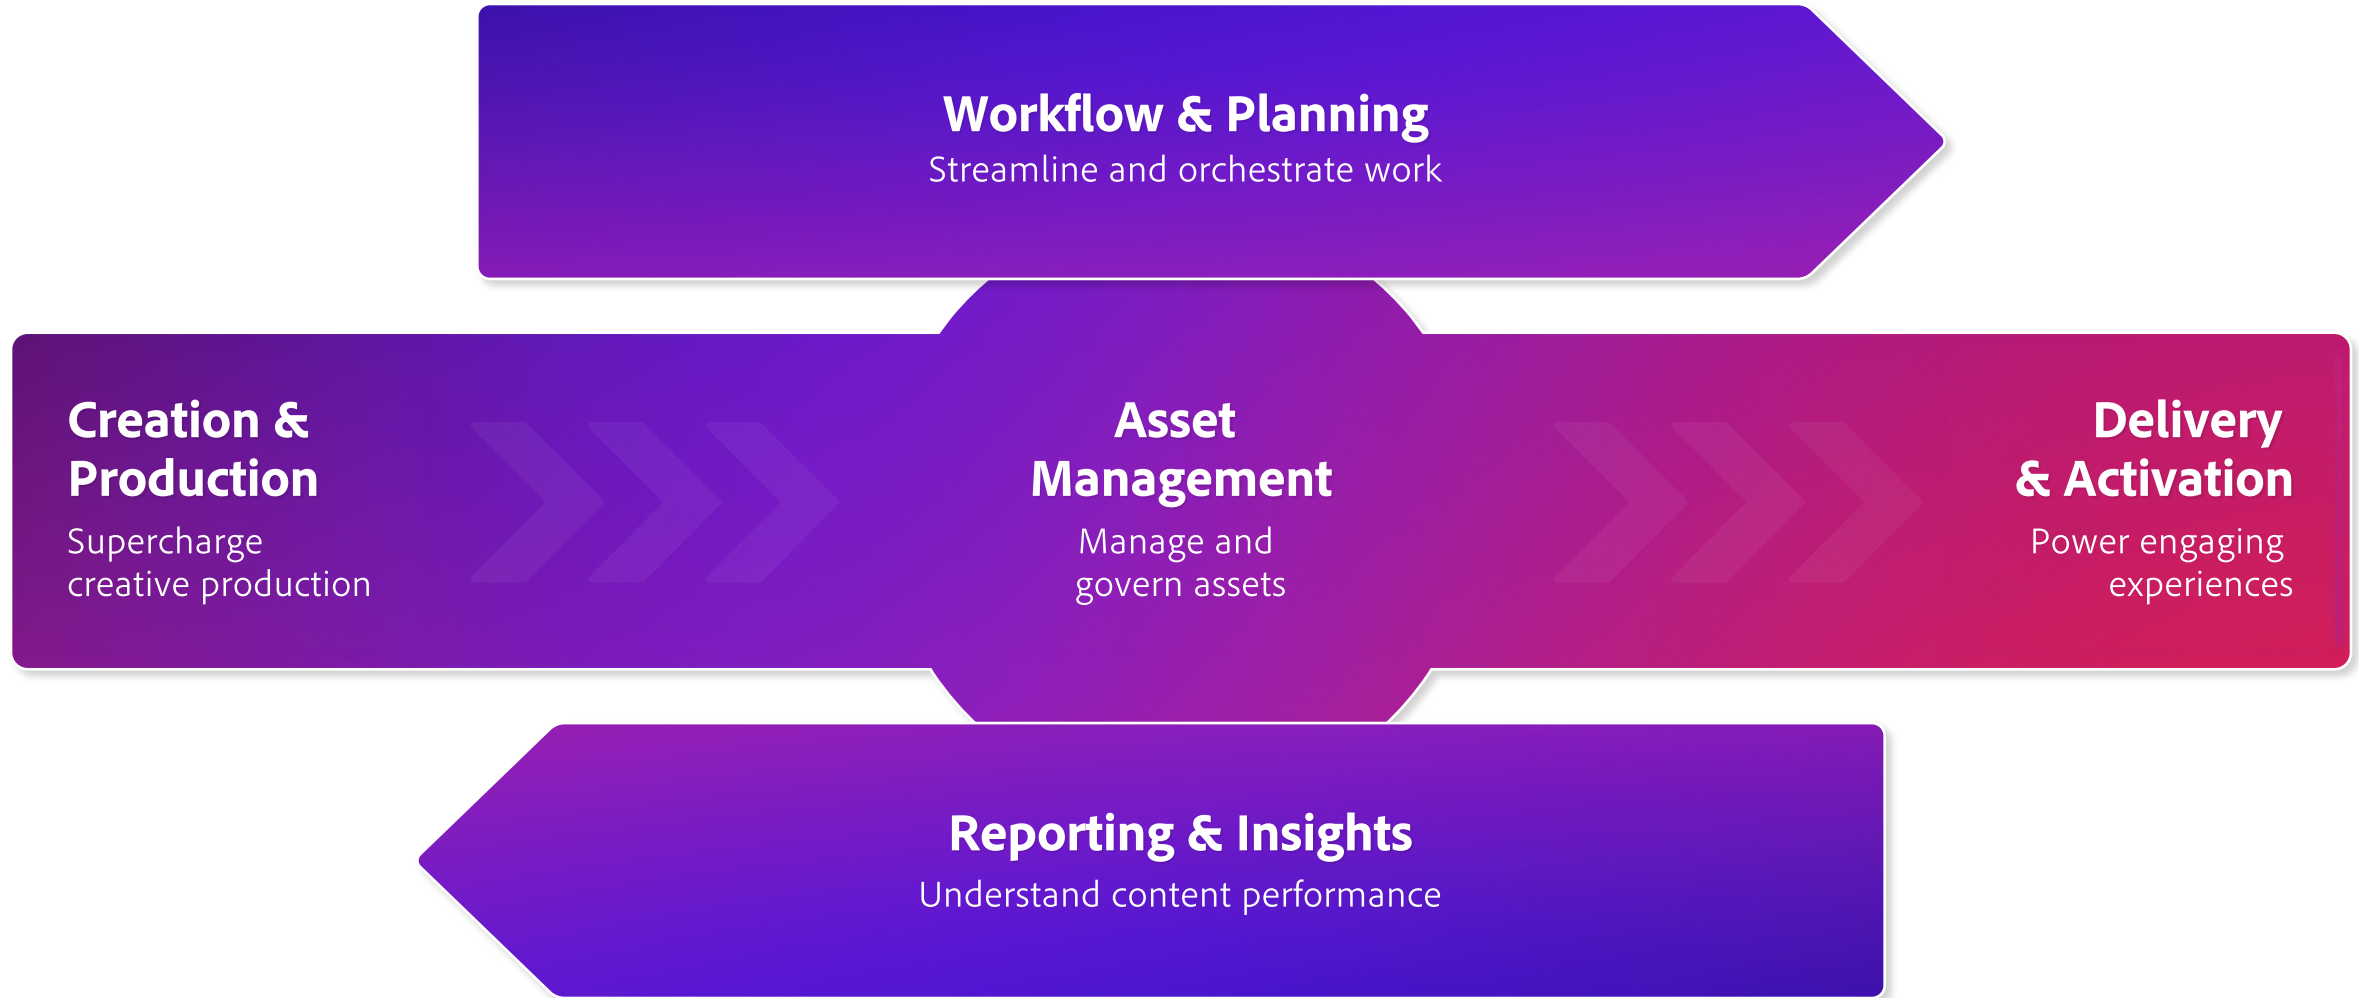 Workflow & Planning
Streamline and orchestrate work
Creation &
Production
Supercharge
creative production
Asset
Management
Manage and
govern assets
Delivery
& Activation
Power engaging
experiences
Reporting & Insights
Understand content performance